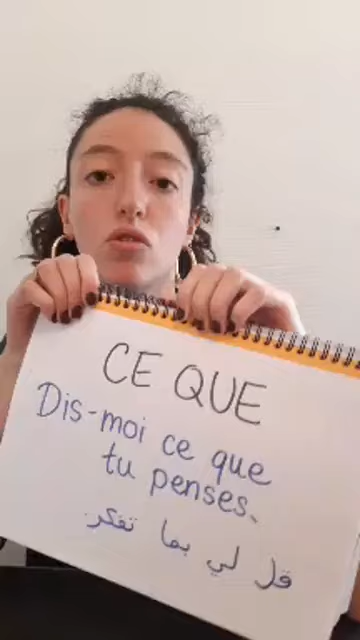 CE QUE
Dis-moi ce que
tu penses.
قل لي بما تفكر.